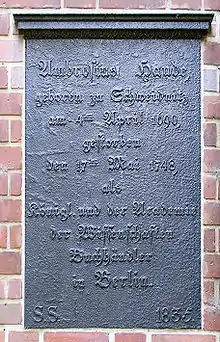 Ambrosius Haude,
geboren zu Schweidnitz
am 4ten April 1690,
gestorben
den 17ten Mai 1748,
als
Königl. und der Academie
der Wissenschaften
Buchhändler
in Berlin.
S.S. 1835.